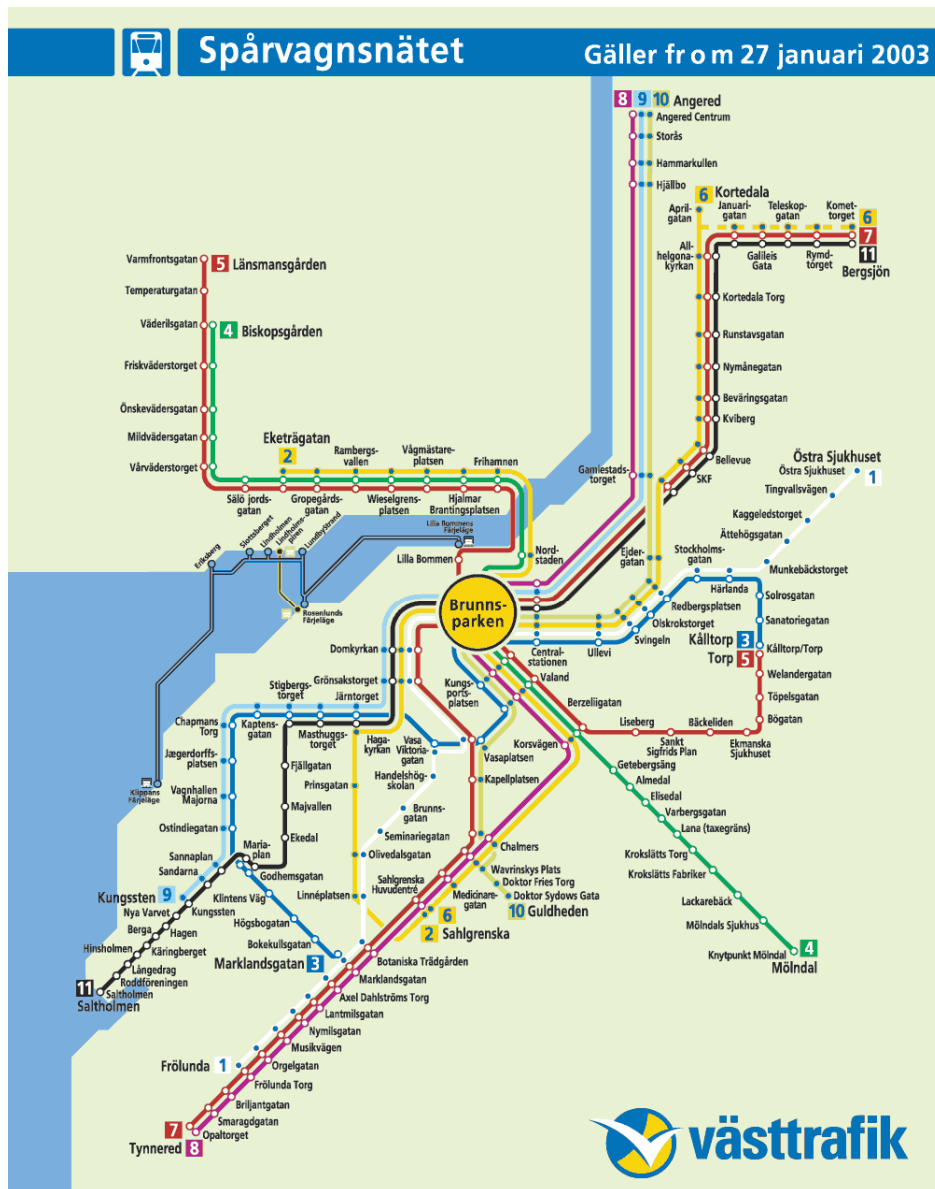 Spårvagnsnätet
Gäller fr o m 27 januari 2003
8 9 10 Angered
Angered Centrum
Storås
Hammarkullen
Hjällbo
6 Kortedala
April-
gatan
Januari-
gatan
Teleskop-
gatan
Komet-
torget
6
7
11
Bergsjön
All-
helgona-
kyrkan
Galileis
Gata
Rymd-
torget
Kortedala Torg
Runstavsgatan
Nymånegatan
Beväringsgatan
Kviberg
Bellevue
SKF
Gamlestads-
torget
Varmfrontsgatan
5 Länsmansgården
Temperaturgatan
Väderilsgatan
4 Biskopsgården
Friskväderstorget
Önskevädersgatan
Mildvädersgatan
Vårväderstorget
Eketrägatan
2
Rambergs-
vallen
Vågmästare-
platsen
Frihamnen
Sälö jords-
gatan
Gropegårds-
gatan
Wieselgrens-
platsen
Hjalmar
Brantingsplatsen
Östra Sjukhuset
Östra Sjukhuset
1
Tingvallsvägen
Kaggeledstorget
Ättehögsgatan
Munkebäckstorget
Stockholms-
gatan
Härlanda
Ejder-
gatan
Redbergsplatsen
Olskrokstorget
Svingeln
Ullevi
Central-
stationen
Solrosgatan
Sanatoriegatan
Kålltorp 3
Torp 5
Kålltorp/Torp
Welandergatan
Töpelsgatan
Bögatan
Ekmanska
Sjukhuset
Bäckeliden
Sankt
Sigfrids Plan
Liseberg
Berzeliigatan
Valand
Lilla Bommens
Färjeläge
Lilla Bommen
Nord-
staden
Eriksberg
Slottsberget
Lindholmen
Lindholms-
piren
LundbyStrand
Rosenlunds
Färjeläge
Klippans
Färjeläge
Brunns-
parken
Domkyrkan
Grönsakstorget
Kungs-
ports-
platsen
Stigbergs-
torget
Järntorget
Chapmans
Torg
Kaptens-
gatan
Masthuggs-
torget
Haga-
kyrkan
Vasa
Viktoria-
gatan
Vasaplatsen
Korsvägen
Jægerdorffs-
platsen
Fjällgatan
Prinsgatan
Handelshög-
skolan
Kapellplatsen
Vagnhallen
Majorna
Majvallen
Brunns-
gatan
Ostindiegatan
Ekedal
Seminariegatan
Olivedalsgatan
Chalmers
Maria-
plan
Sannaplan
Sandarna
Godhemsgatan
Sahlgrenska
Huvudentré
Wavrinskys Plats
Doktor Fries Torg
Doktor Sydows Gata
10 Guldheden
Medicinare-
gatan
Linnéplatsen
6
2 Sahlgrenska
Kungssten 9
Klintens Väg
Nya Varvet
Kungssten
Högsbogatan
Berga
Hagen
Bokekullsgatan
Hinsholmen
Käringberget
Marklandsgatan 3
Långedrag
Roddföreningen
Saltholmen
11
Saltholmen
Botaniska Trädgården
Marklandsgatan
Axel Dahlströms Torg
Lantmilsgatan
Nymilsgatan
Musikvägen
Frölunda 1
Orgelgatan
Frölunda Torg
Briljantgatan
Smaragdgatan
Opaltorget
7
Tynnered 8
Getebergsäng
Almedal
Elisedal
Varbergsgatan
Lana (taxegräns)
Krokslätts Torg
Krokslätts Fabriker
Lackarebäck
Mölndals Sjukhus
Knytpunkt Mölndal
4
Mölndal
västtrafik